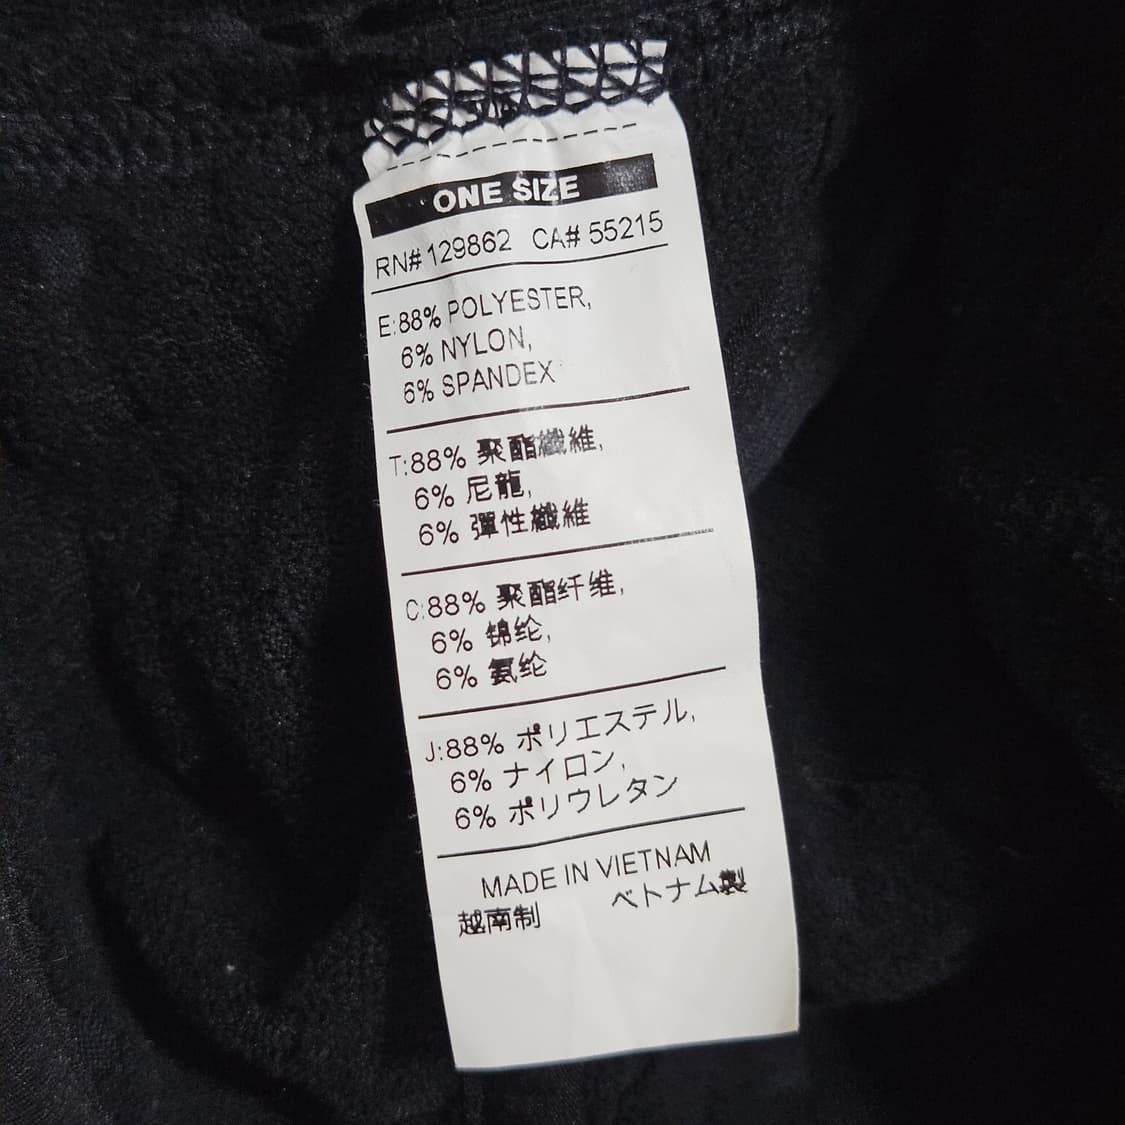 ONE SIZE
RN# 129862 CA# 55215
E:88% POLYESTER,
6% NYLON,
6% SPANDEX
T:88% 聚酯纖維,
6% 尼龍,
6% 彈性纖維
C:88% 聚酯纤维,
6% 锦纶,
6% 氨纶
J:88% ポリエステル,
6% ナイロン,
6% ポリウレタン
MADE IN VIETNAM
越南制 ベトナム製